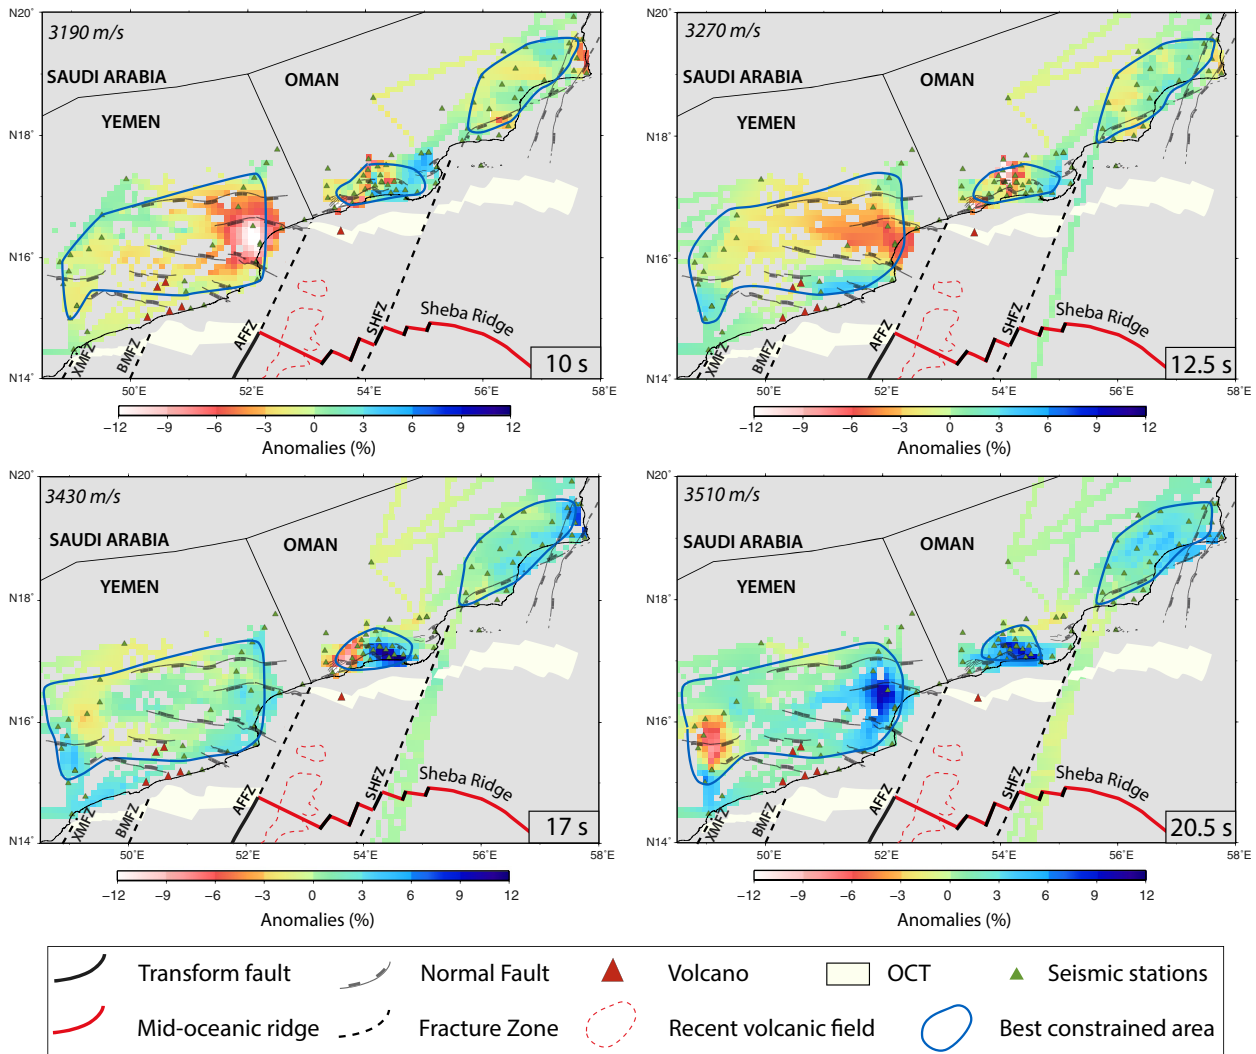 N20°
3190 m/s
SAUDI ARABIA
OMAN
YEMEN
N18°
N16°
N14°
XMFZ
BMFZ
AFFZ
SHFZ
Sheba Ridge
10 s
50°E
52°E
54°E
56°E
58°E
−12 −9 −6 −3 0 3 6 9 12
Anomalies (%)
N20°
3270 m/s
SAUDI ARABIA
OMAN
YEMEN
N18°
N16°
N14°
XMFZ
BMFZ
AFFZ
SHFZ
Sheba Ridge
12.5 s
50°E
52°E
54°E
56°E
58°E
−12 −9 −6 −3 0 3 6 9 12
Anomalies (%)
N20°
3430 m/s
SAUDI ARABIA
OMAN
YEMEN
N18°
N16°
N14°
XMFZ
BMFZ
AFFZ
SHFZ
Sheba Ridge
17 s
50°E
52°E
54°E
56°E
58°E
−12 −9 −6 −3 0 3 6 9 12
Anomalies (%)
N20°
3510 m/s
SAUDI ARABIA
OMAN
YEMEN
N18°
N16°
N14°
XMFZ
BMFZ
AFFZ
SHFZ
Sheba Ridge
20.5 s
50°E
52°E
54°E
56°E
58°E
−12 −9 −6 −3 0 3 6 9 12
Anomalies (%)
Transform fault
Normal Fault
Volcano
OCT
Seismic stations
Mid-oceanic ridge
Fracture Zone
Recent volcanic field
Best constrained area